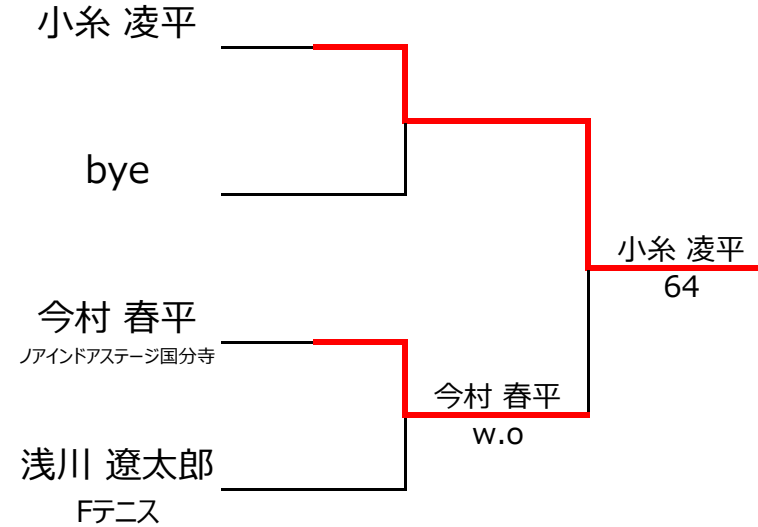 小糸 凌平
bye
小糸 凌平
64
今村 春平
ノアインドアステージ国分寺
今村 春平
w.o
浅川 遼太郎
Fテニス